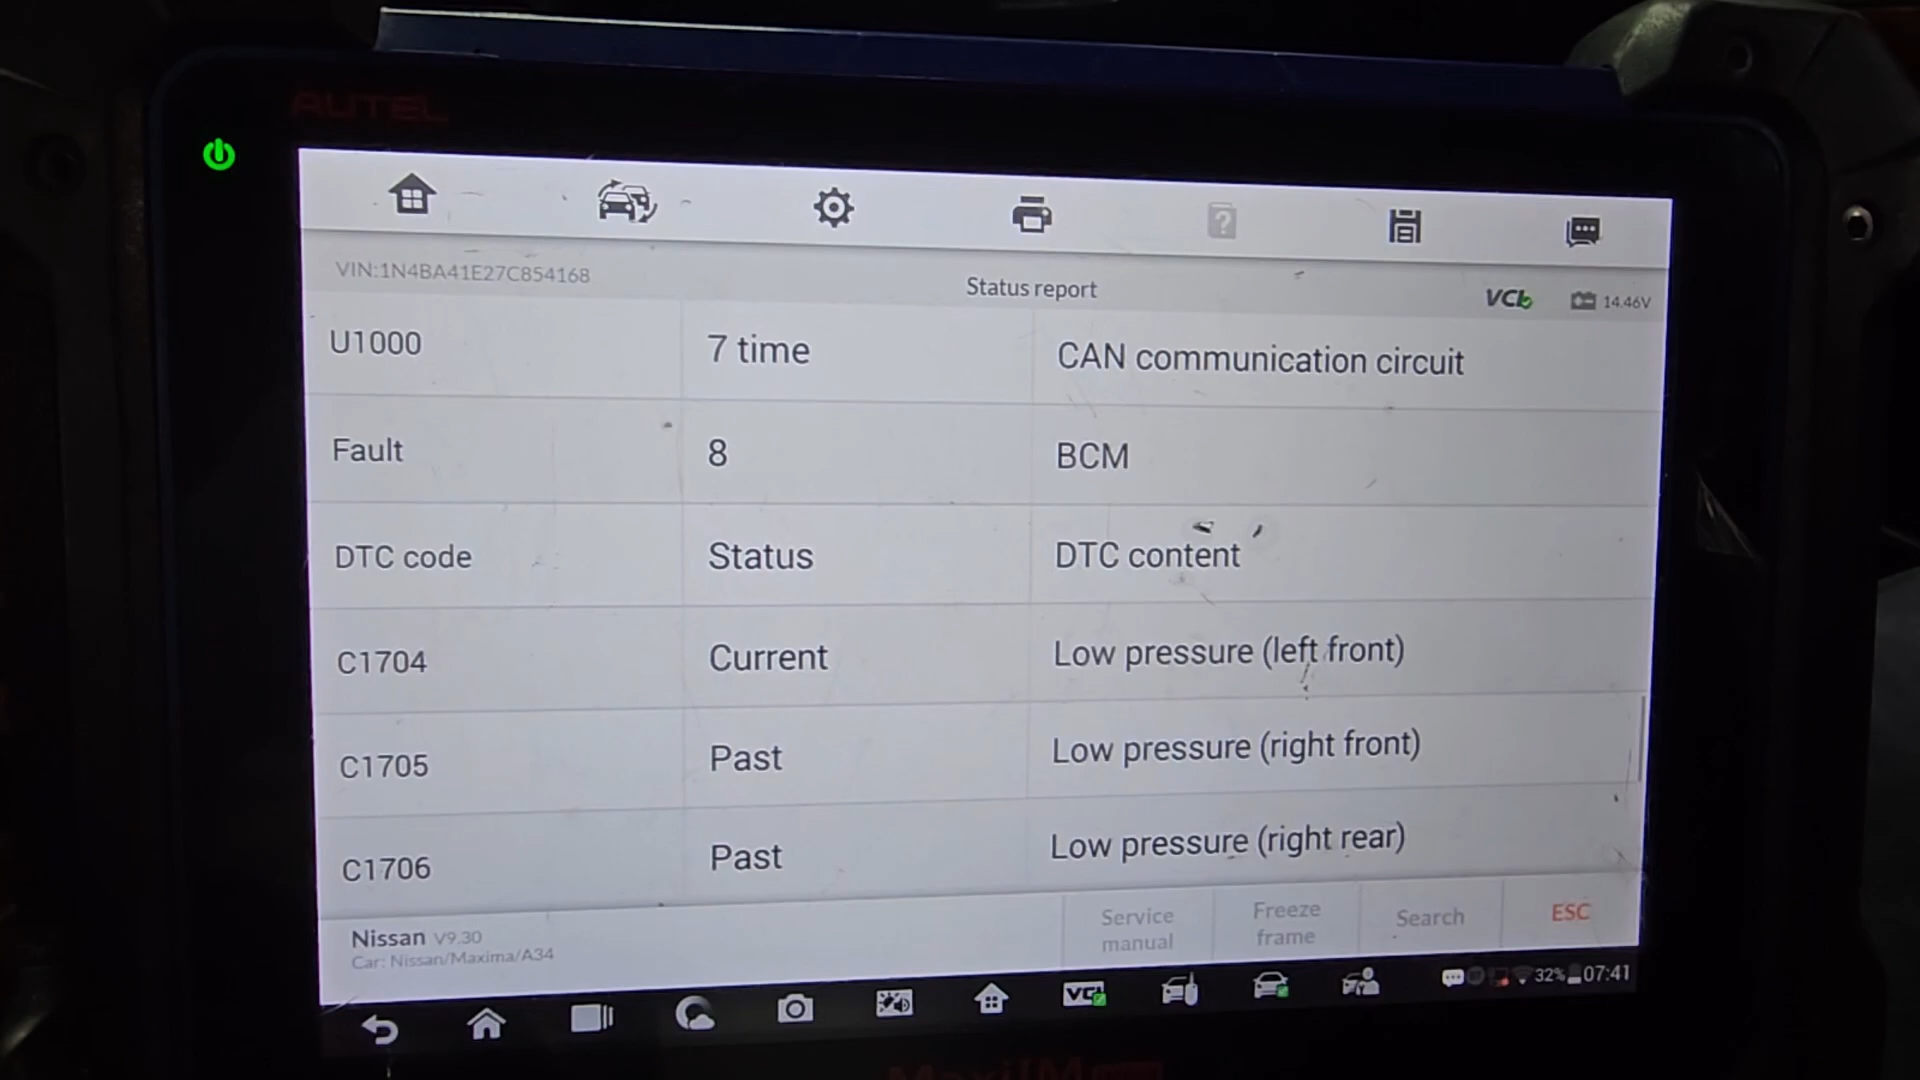 AUTEL
VIN:1N4BA41E27C854168
Status report
VCI
14.46V
U1000 7 time CAN communication circuit
Fault 8 BCM
DTC code Status DTC content
C1704 Current Low pressure (left front)
C1705 Past Low pressure (right front)
C1706 Past Low pressure (right rear)
Nissan V9.30
Car: Nissan/Maxima/A34
Service manual
Freeze frame
Search
ESC
VCI
32%
07:41